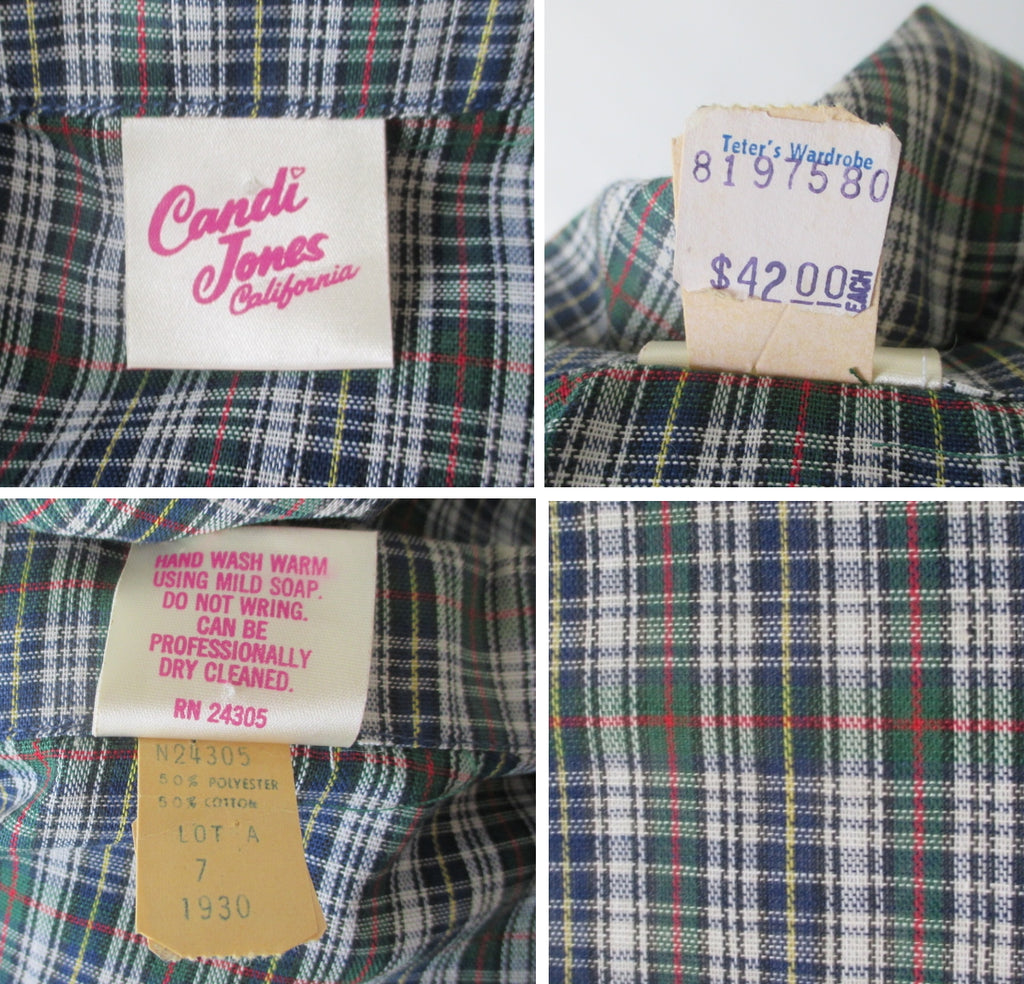 Candi
Jones
California
Teter's Wardrobe
8197580
$4200 EACH
HAND WASH WARM
USING MILD SOAP.
DO NOT WRING.
CAN BE
PROFESSIONALLY
DRY CLEANED.
RN 24305
N24305
50% POLYESTER
50% COTTON
LOT A
7
1930